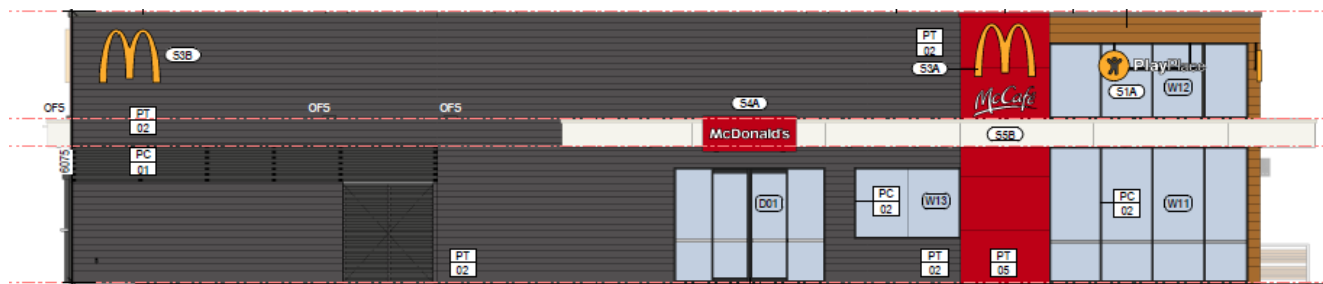 PT
02
S3B
S3A
McCafé
PlayPlace
S1A
W12
OF5
OF5
OF5
S4A
PT
02
McDonald's
S5B
6075
PC
01
D01
PC
02
W13
PC
02
W11
PT
02
PT
02
PT
05